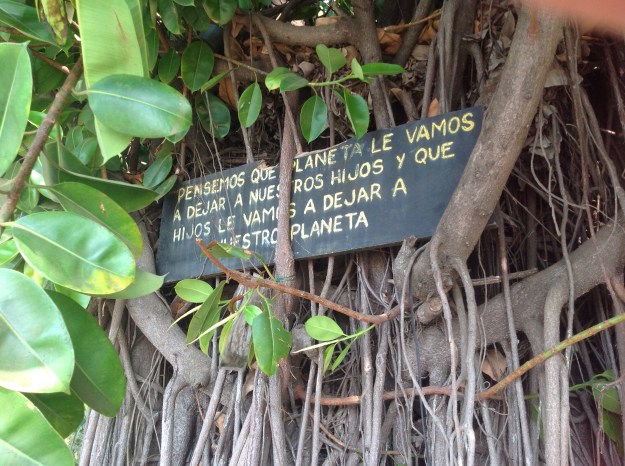 PENSEMOS QUE PLANETA LE VAMOS
A DEJAR A NUESTROS HIJOS Y QUE
HIJOS LE VAMOS A DEJAR A
NUESTRO PLANETA